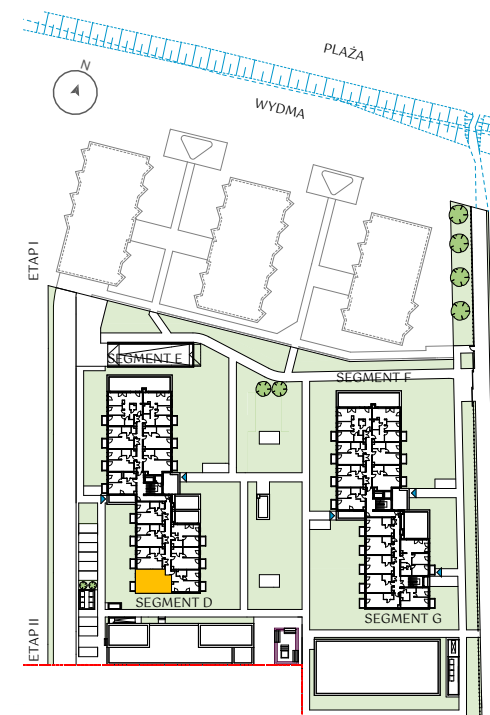 PLAŻA
N
WYDMA
ETAP I
SEGMENT E
SEGMENT F
SEGMENT D
SEGMENT G
ETAP II